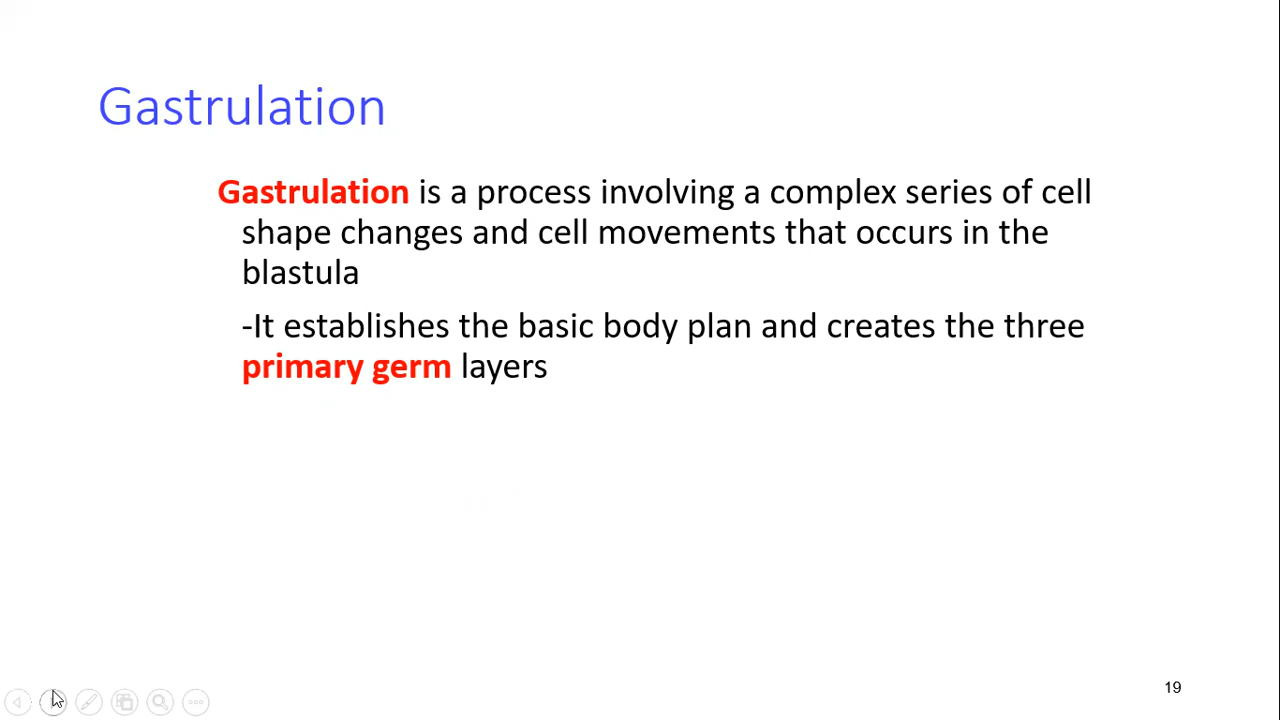 Gastrulation
Gastrulation is a process involving a complex series of cell
shape changes and cell movements that occurs in the
blastula
-It establishes the basic body plan and creates the three
primary germ layers
19